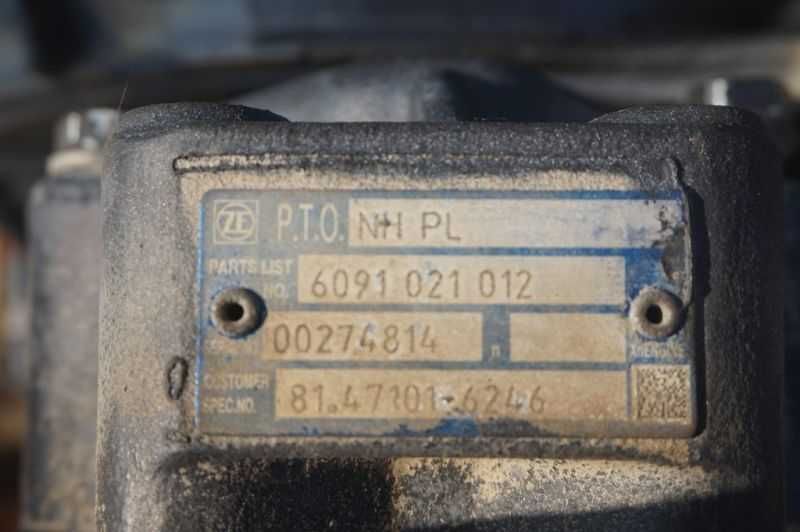 ZF P.T.O. NH PL
PARTS LIST
NO. 6091 021 012
00274814 n
CUSTOMER
SPEC.NO. 81.47101-6246